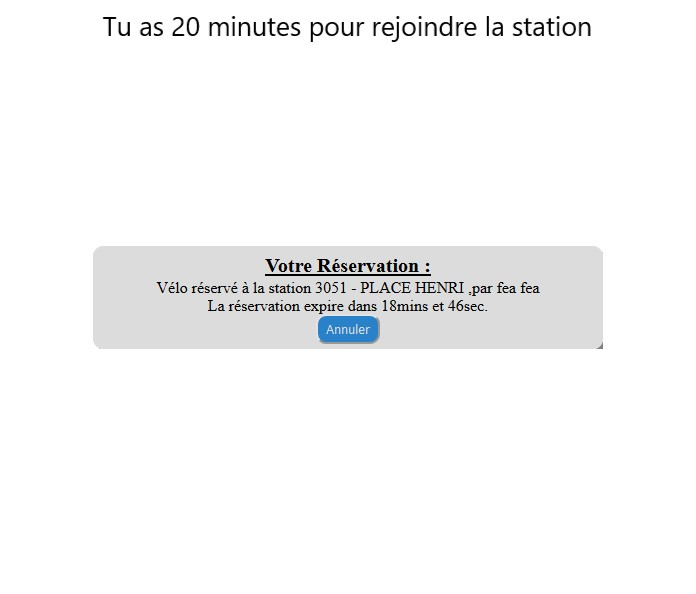 Tu as 20 minutes pour rejoindre la station
Votre Réservation :
Vélo réservé à la station 3051 - PLACE HENRI ,par fea fea
La réservation expire dans 18mins et 46sec.
Annuler